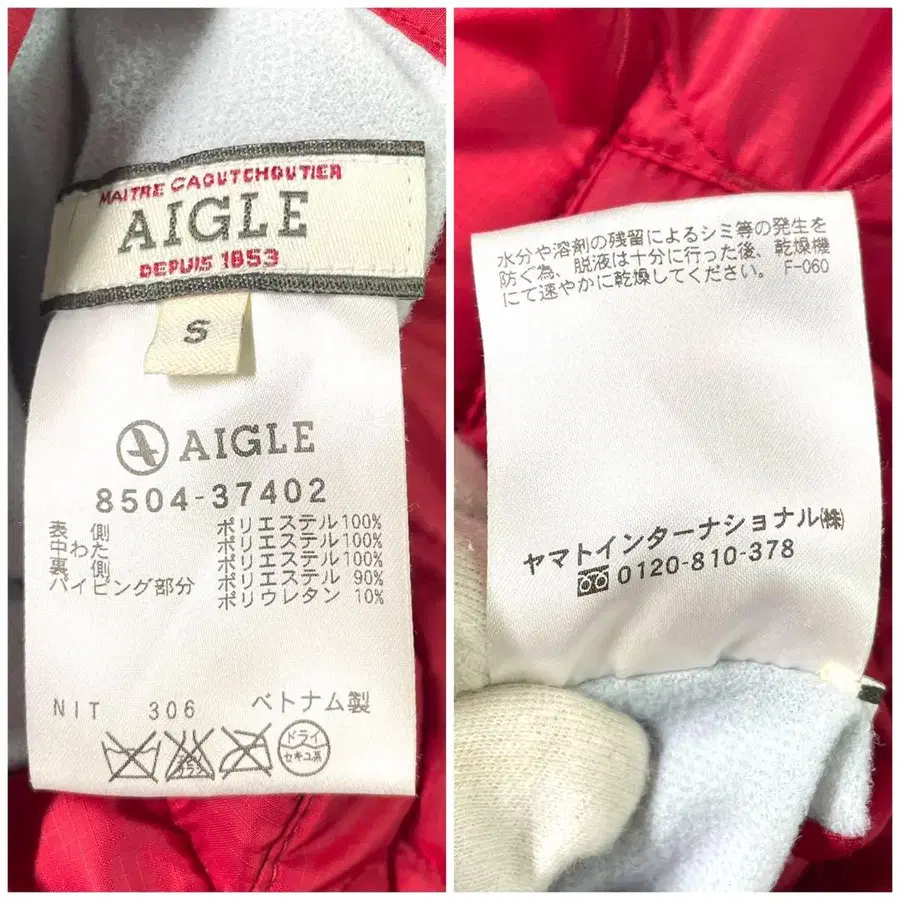 MAITRE CAOUTCHOUTIER
AIGLE
DEPUIS 1853
S
AIGLE
8504-37402
表 側 ポリエステル100%
中わた ポリエステル100%
裏 側 ポリエステル100%
パイピング部分 ポリエステル 90%
ポリウレタン 10%
NIT 306 ベトナム製
エンソサラシ
ドライ
セキユ系
水分や溶剤の残留によるシミ等の発生を
防ぐ為、脱液は十分に行った後、乾燥機
にて速やかに乾燥してください。 F-060
ヤマトインターナショナル㈱
0120-810-378